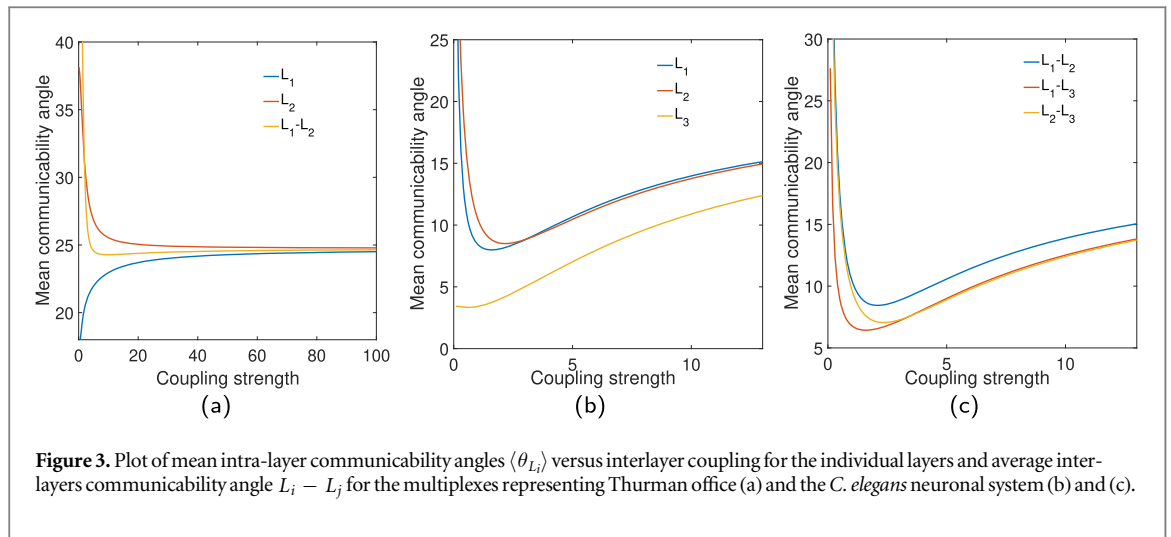 40
35
30
25
20
0
20
40
60
80
100
Mean communicability angle
Coupling strength
L₁
L₂
L₁-L₂
(a)
25
20
15
10
5
0
0
5
10
Mean communicability angle
Coupling strength
L₁
L₂
L₃
(b)
30
25
20
15
10
5
0
5
10
Mean communicability angle
Coupling strength
L₁-L₂
L₁-L₃
L₂-L₃
(c)
Figure 3. Plot of mean intra-layer communicability angles ⟨θ_{L_i}⟩ versus interlayer coupling for the individual layers and average inter-
layers communicability angle L_i − L_j for the multiplexes representing Thurman office (a) and the C. elegans neuronal system (b) and (c).